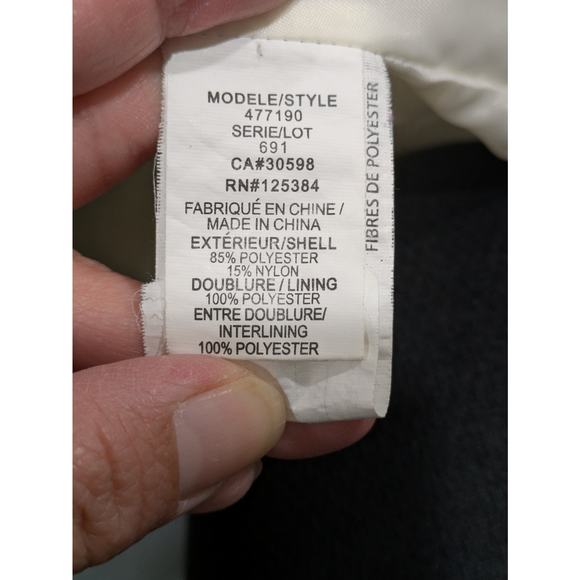 MODELE/STYLE
477190
SERIE/LOT
691
CA#30598
RN#125384
FABRIQUÉ EN CHINE /
MADE IN CHINA
EXTÉRIEUR/SHELL
85% POLYESTER
15% NYLON
DOUBLURE / LINING
100% POLYESTER
ENTRE DOUBLURE/
INTERLINING
100% POLYESTER
FIBRES DE POLYESTER